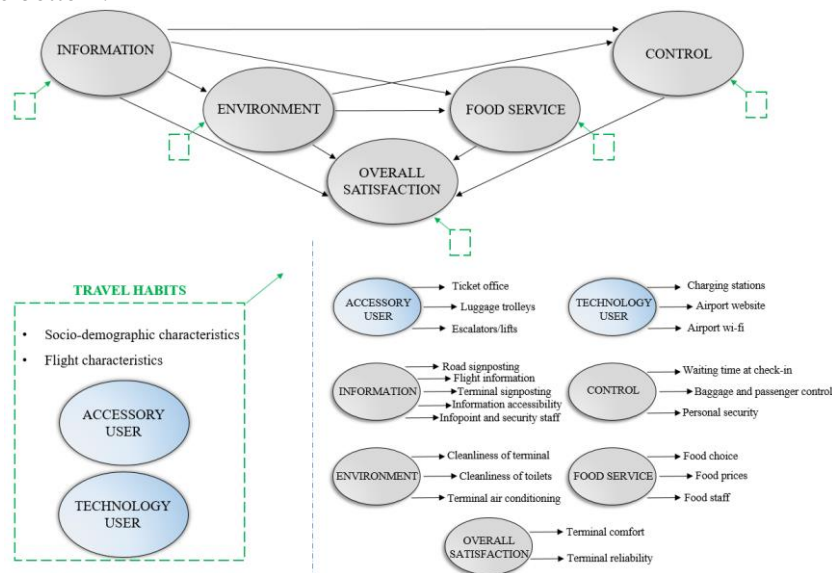 INFORMATION
CONTROL
ENVIRONMENT
FOOD SERVICE
OVERALL
SATISFACTION
TRAVEL HABITS
• Socio-demographic characteristics
• Flight characteristics
ACCESSORY
USER
TECHNOLOGY
USER
ACCESSORY
USER
Ticket office
Luggage trolleys
Escalators/lifts
TECHNOLOGY
USER
Charging stations
Airport website
Airport wi-fi
INFORMATION
Road signposting
Flight information
Terminal signposting
Information accessibility
Infopoint and security staff
CONTROL
Waiting time at check-in
Baggage and passenger control
Personal security
ENVIRONMENT
Cleanliness of terminal
Cleanliness of toilets
Terminal air conditioning
FOOD SERVICE
Food choice
Food prices
Food staff
OVERALL
SATISFACTION
Terminal comfort
Terminal reliability